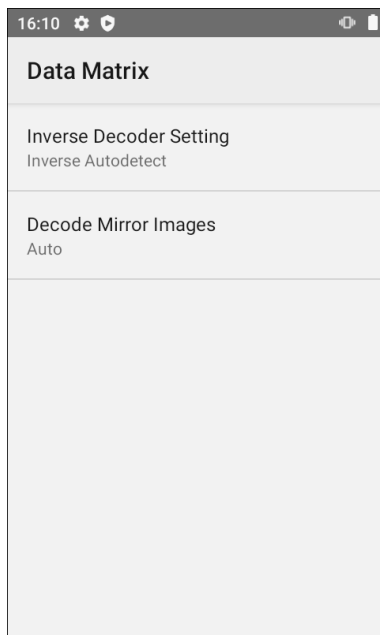 16:10
Data Matrix
Inverse Decoder Setting
Inverse Autodetect
Decode Mirror Images
Auto